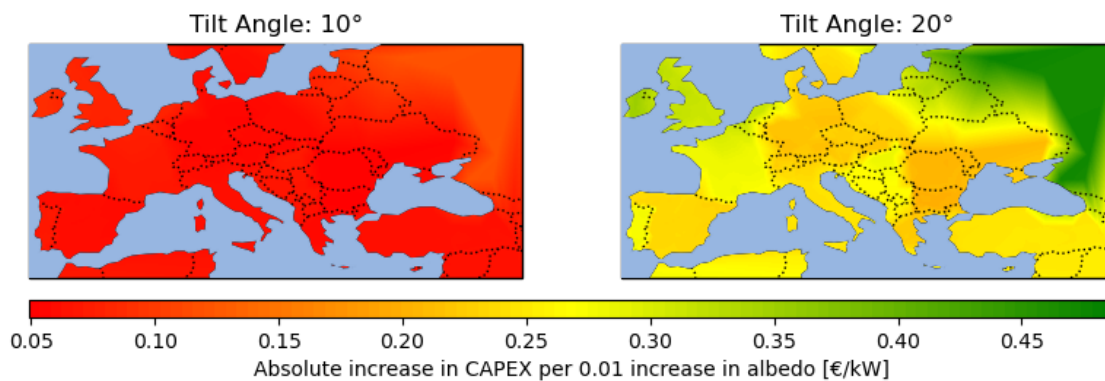 Tilt Angle: 10°
Tilt Angle: 20°
0.05 0.10 0.15 0.20 0.25 0.30 0.35 0.40 0.45
Absolute increase in CAPEX per 0.01 increase in albedo [€/kW]